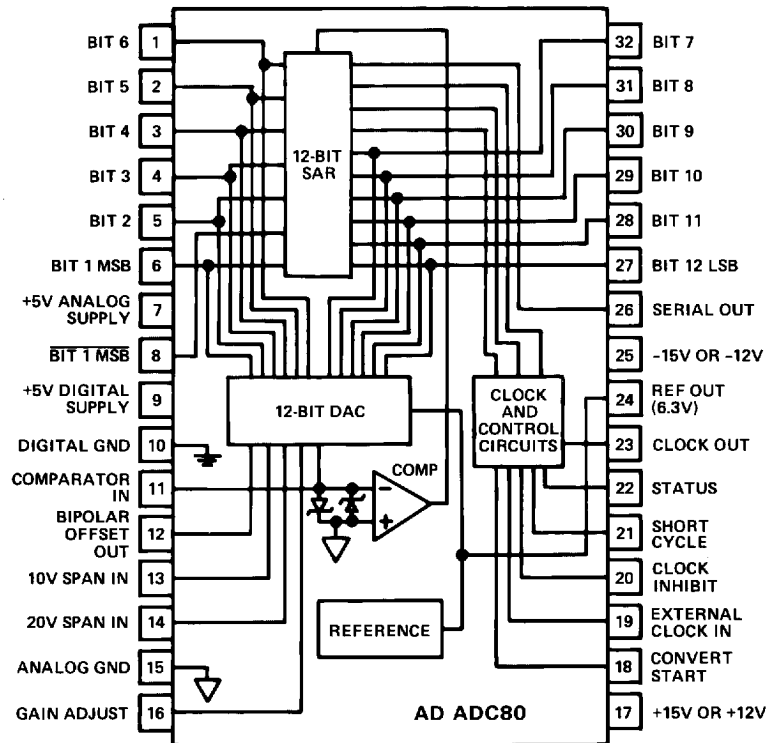 BIT 6 1
BIT 5 2
BIT 4 3
BIT 3 4
BIT 2 5
BIT 1 MSB 6
+5V ANALOG
SUPPLY 7
BIT 1 MSB 8
+5V DIGITAL
SUPPLY 9
DIGITAL GND 10
COMPARATOR
IN 11
BIPOLAR
OFFSET
OUT 12
10V SPAN IN 13
20V SPAN IN 14
ANALOG GND 15
GAIN ADJUST 16
12-BIT
SAR
12-BIT DAC
COMP
−
+
REFERENCE
CLOCK
AND
CONTROL
CIRCUITS
AD ADC80
32 BIT 7
31 BIT 8
30 BIT 9
29 BIT 10
28 BIT 11
27 BIT 12 LSB
26 SERIAL OUT
25 -15V OR -12V
24 REF OUT
(6.3V)
23 CLOCK OUT
22 STATUS
21 SHORT
CYCLE
20 CLOCK
INHIBIT
19 EXTERNAL
CLOCK IN
18 CONVERT
START
17 +15V OR +12V